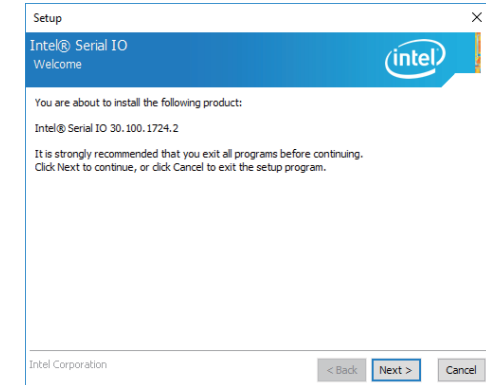 Setup
Intel® Serial IO
Welcome
intel
You are about to install the following product:
Intel® Serial IO 30.100.1724.2
It is strongly recommended that you exit all programs before continuing.
Click Next to continue, or click Cancel to exit the setup program.
Intel Corporation
< Back Next > Cancel